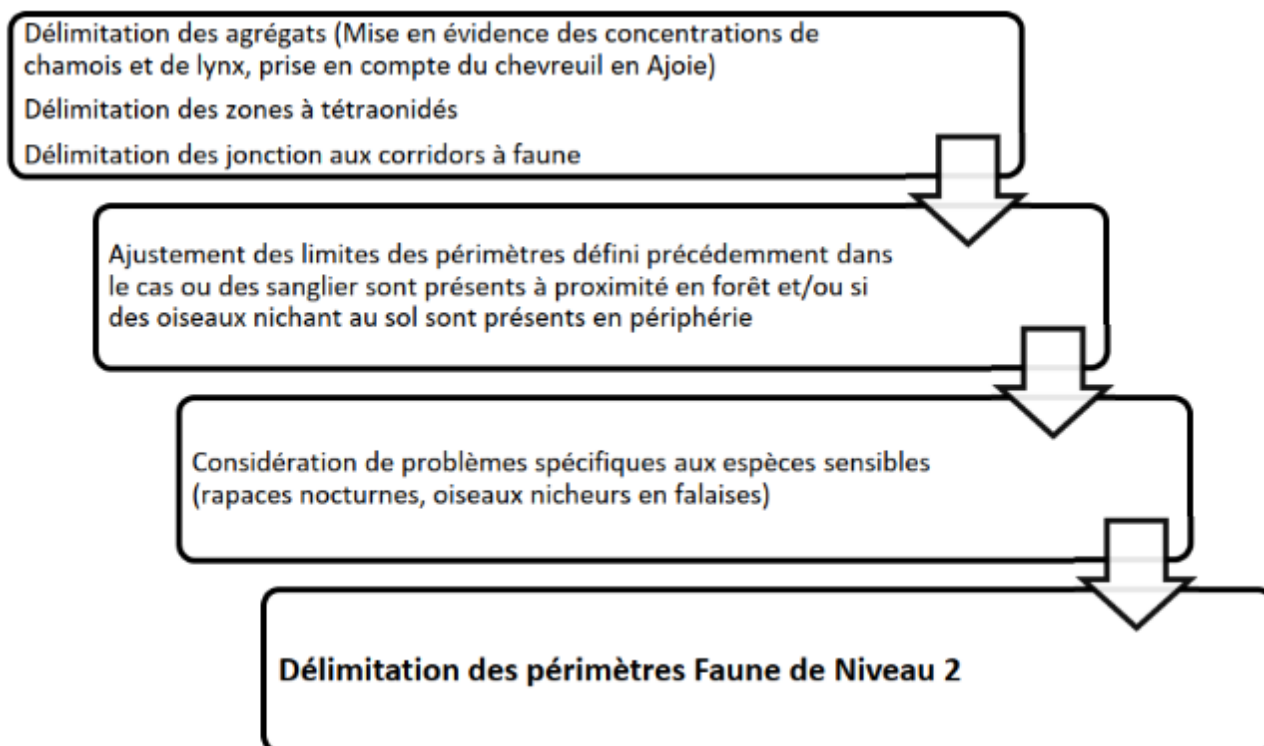 Délimitation des agrégats (Mise en évidence des concentrations de
chamois et de lynx, prise en compte du chevreuil en Ajoie)
Délimitation des zones à tétraonidés
Délimitation des jonction aux corridors à faune
Ajustement des limites des périmètres défini précédemment dans
le cas ou des sanglier sont présents à proximité en forêt et/ou si
des oiseaux nichant au sol sont présents en périphérie
Considération de problèmes spécifiques aux espèces sensibles
(rapaces nocturnes, oiseaux nicheurs en falaises)
Délimitation des périmètres Faune de Niveau 2